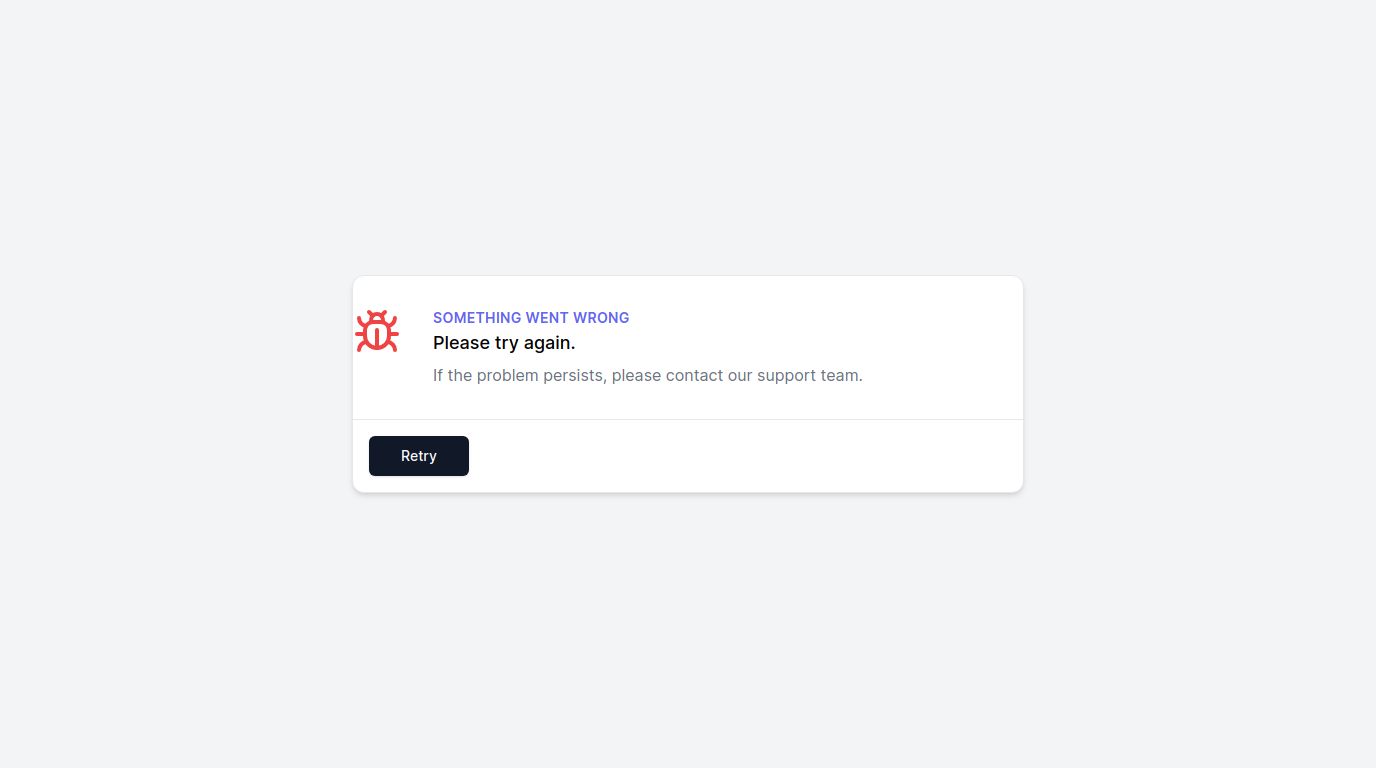 SOMETHING WENT WRONG
Please try again.
If the problem persists, please contact our support team.
Retry